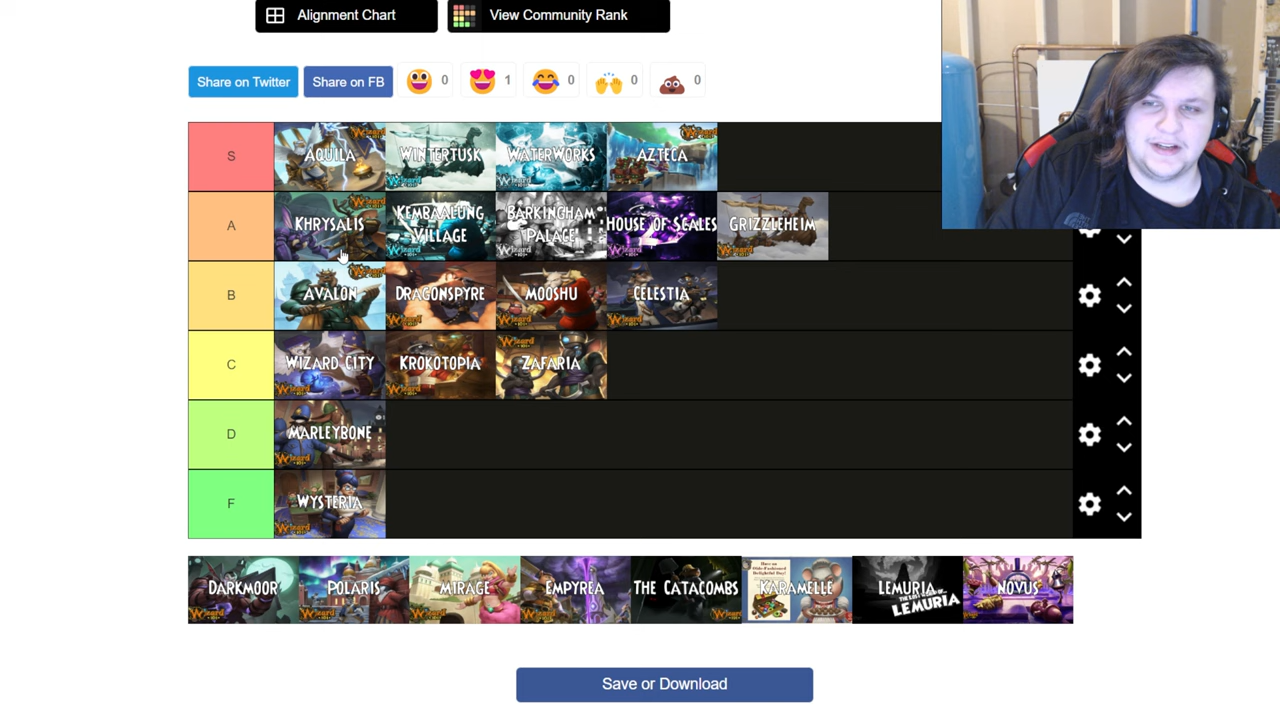 Alignment Chart
View Community Rank
Share on Twitter
Share on FB
0
1
0
0
0
S
AQUILA
WINTERTUSK
WATERWORKS
AZTECA
A
KHRYSALIS
KEMBAALUNG
VILLAGE
BARKINGHAM
PALACE
HOUSE OF SCALES
GRIZZLEHEIM
B
AVALON
DRAGONSPYRE
MOOSHU
CELESTIA
C
WIZARD CITY
KROKOTOPIA
ZAFARIA
D
MARLEYBONE
F
WYSTERIA
DARKMOOR
POLARIS
MIRAGE
EMPYREA
THE CATACOMBS
KARAMELLE
LEMURIA
LEMURIA
NOVUS
Save or Download